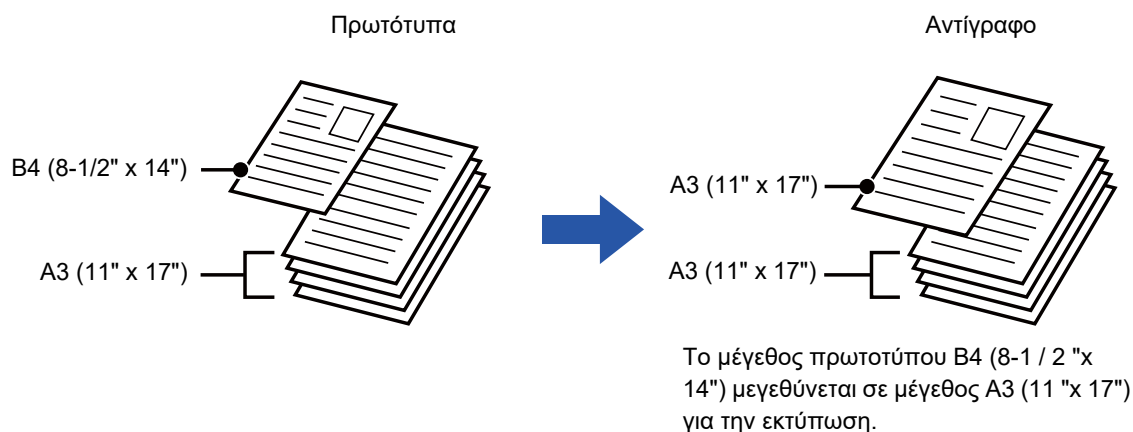 Πρωτότυπα
Αντίγραφο
B4 (8-1/2" x 14")
A3 (11" x 17")
A3 (11" x 17")
A3 (11" x 17")
Το μέγεθος πρωτοτύπου B4 (8-1 / 2 "x
14") μεγεθύνεται σε μέγεθος A3 (11 "x 17")
για την εκτύπωση.